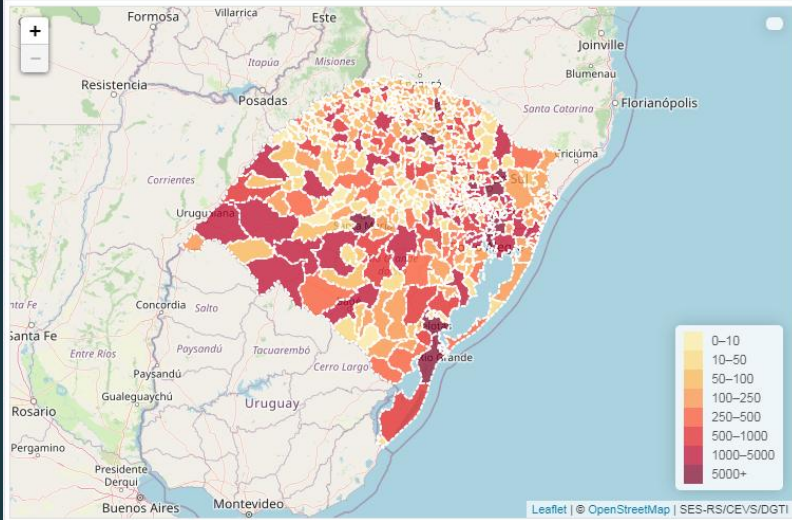 Formosa
Villarrica
Este
+
−
Itapúa
Misiones
Joinville
Resistencia
Blumenau
Posadas
Santa Catarina
Florianópolis
Criciúma
Corrientes
Uruguaiana
Concordia
Salto
Santa Fe
Paysandú
Tacuarembó
Rio Grande
Entre Ríos
Cerro Largo
Paysandú
Gualeguaychú
Uruguay
Rosario
Pergamino
Presidente
Derqui
Buenos Aires
Montevideo
0–10
10–50
50–100
100–250
250–500
500–1000
1000–5000
5000+
Leaflet | © OpenStreetMap | SES-RS/CEVS/DGTI